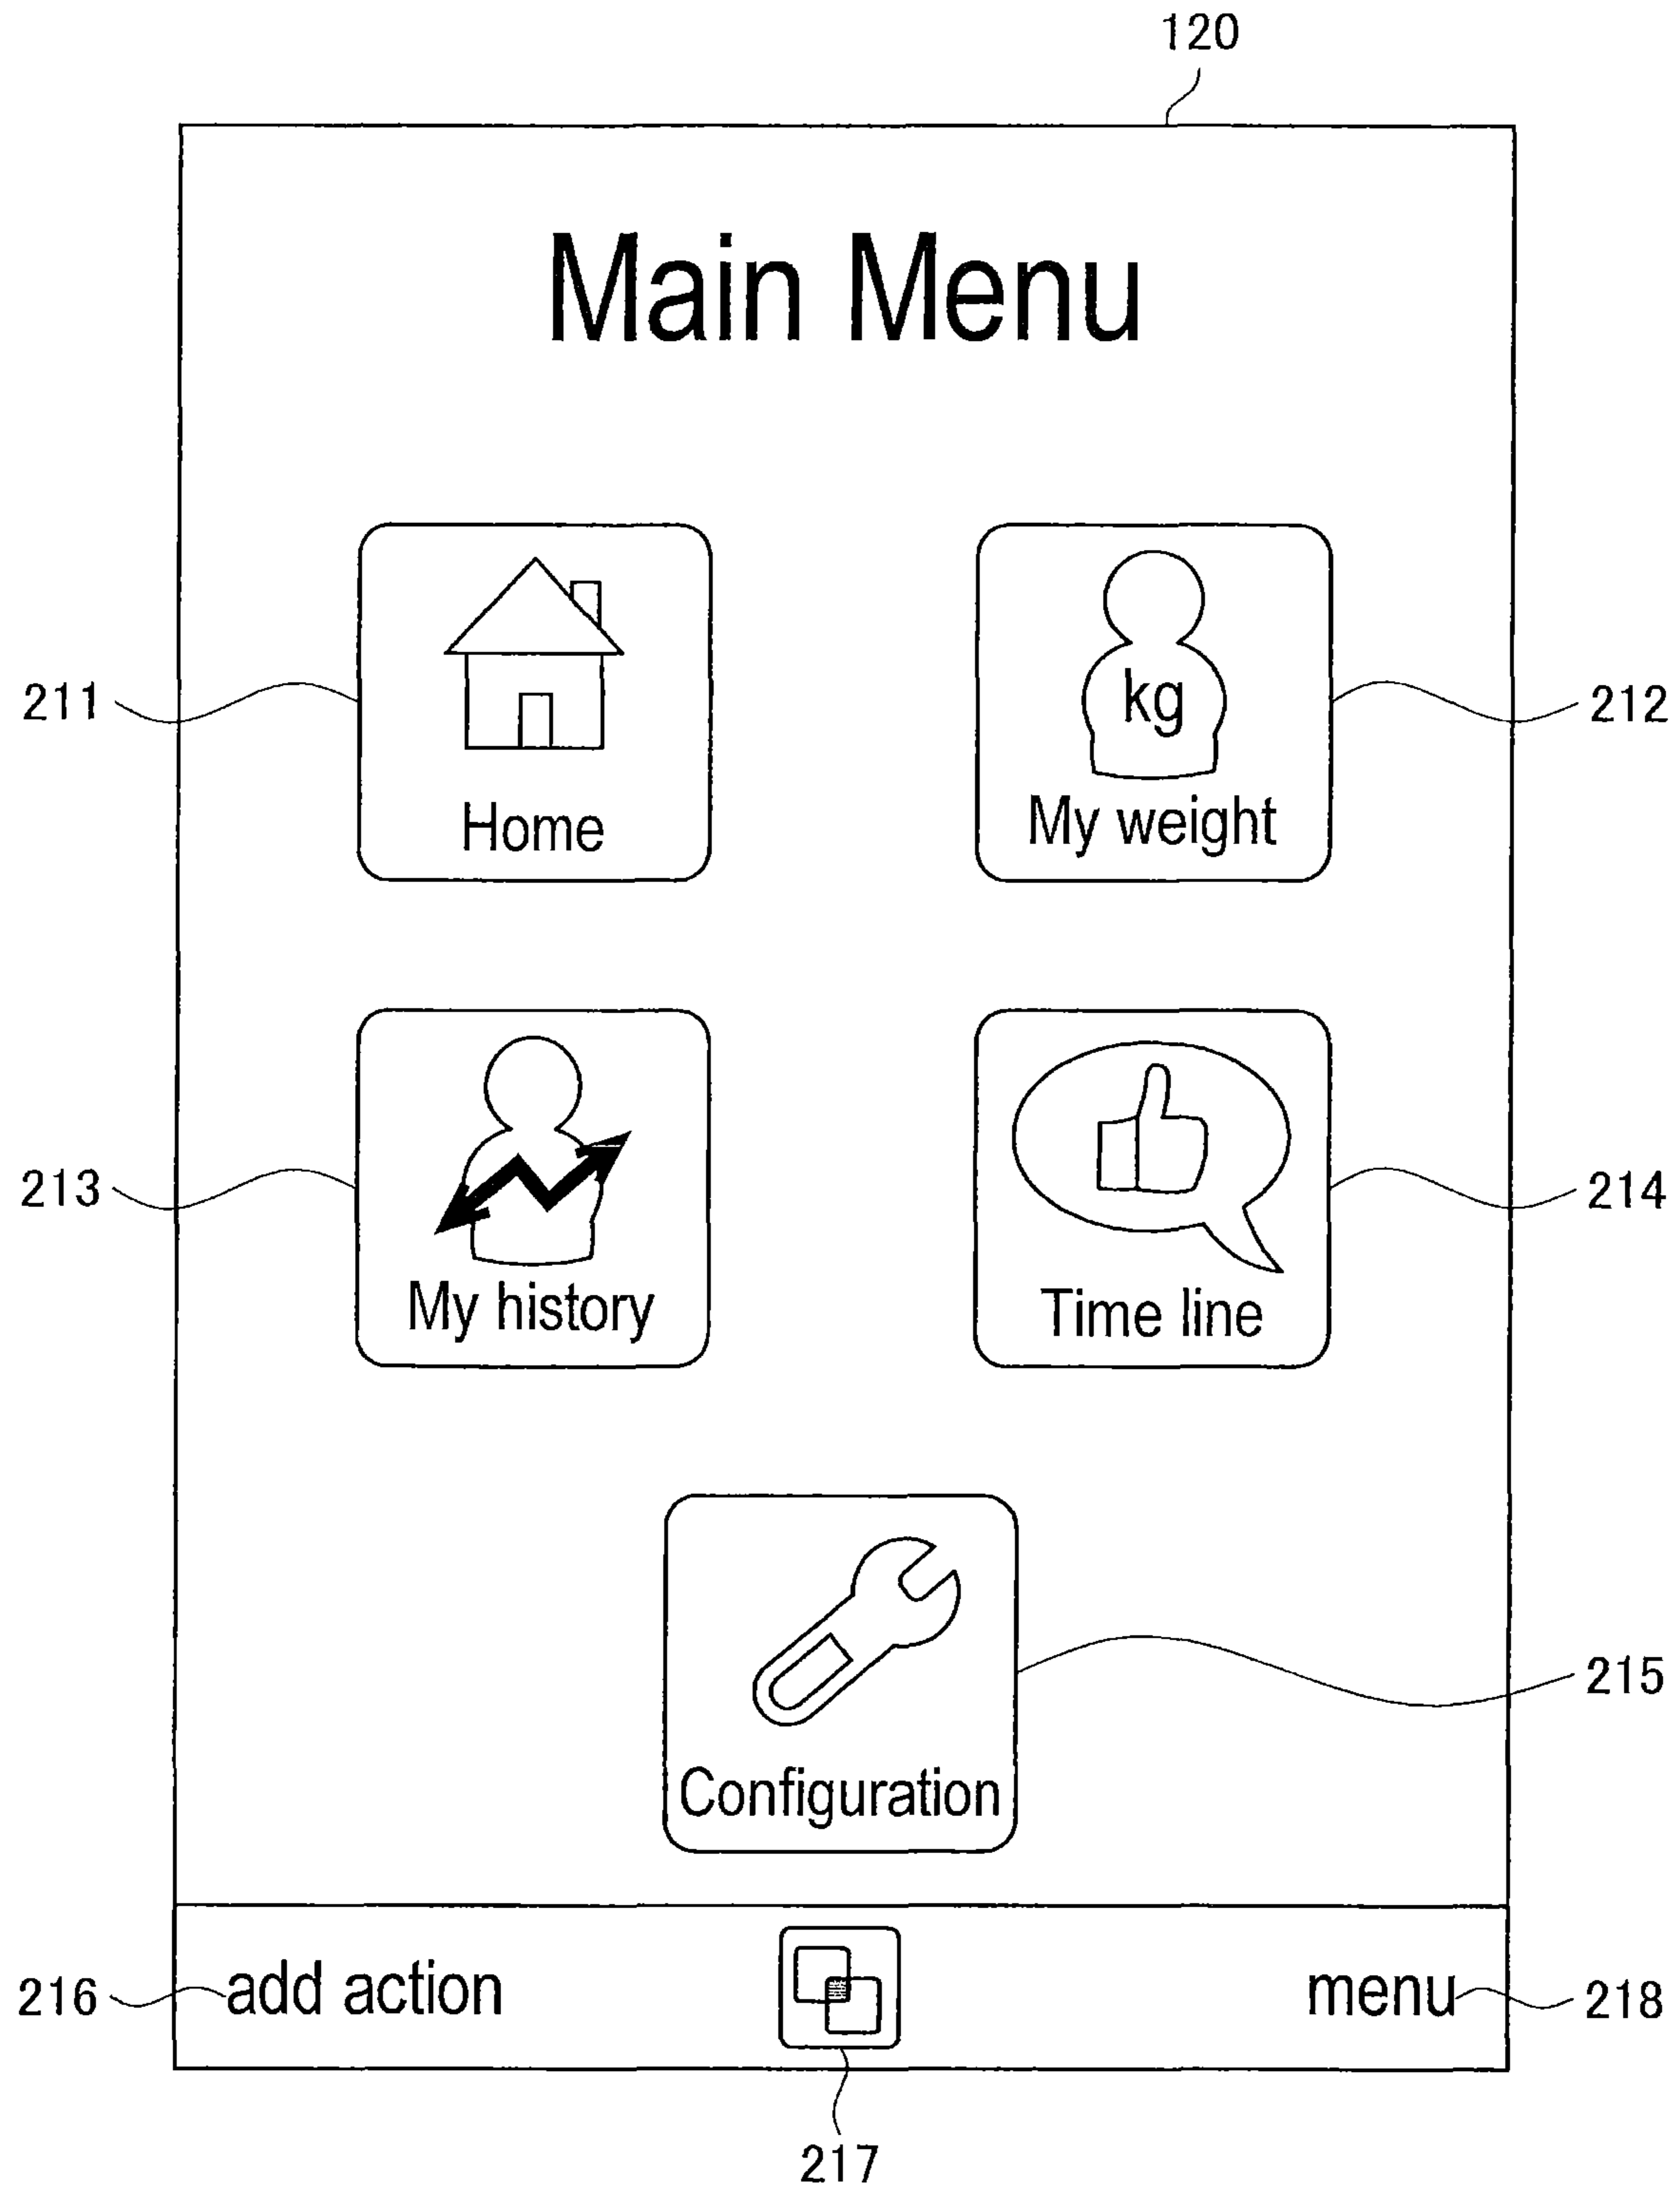 120
Main Menu
211
Home
kg
My weight
212
213
My history
Time line
214
Configuration
215
216
add action
menu
218
217